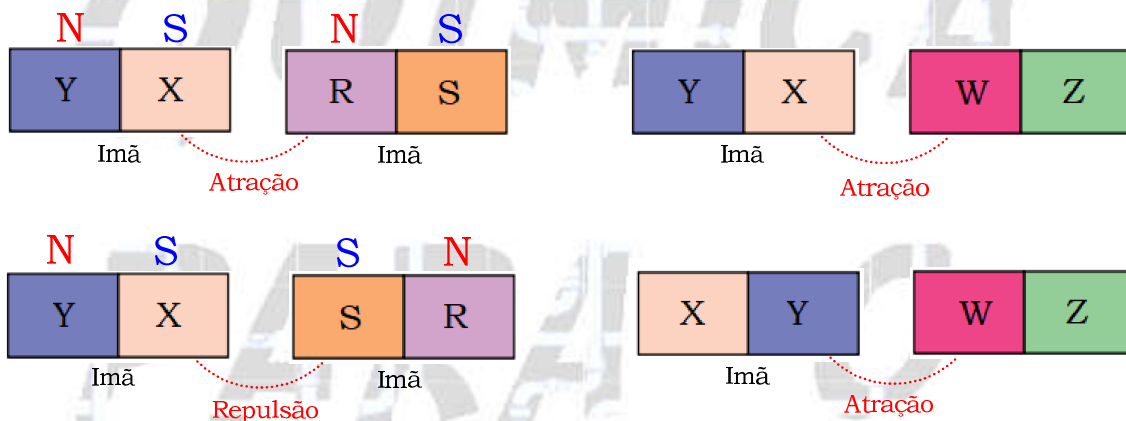 N S N S
Y X R S Y X W Z
Imã Imã Imã
Atração Atração
N S S N
Y X S R X Y W Z
Imã Imã Imã
Repulsão Atração